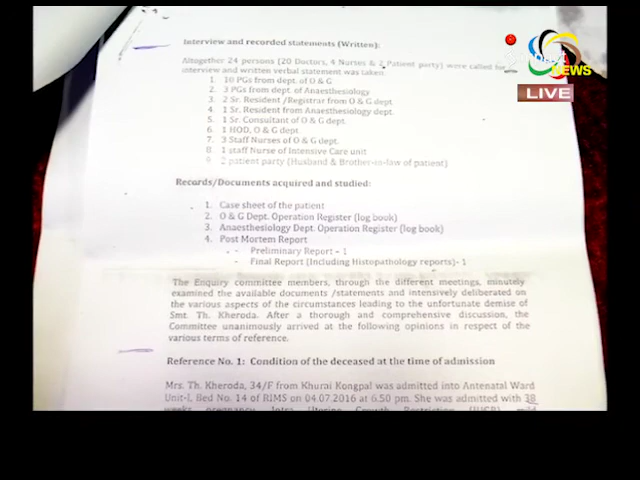 Interview and recorded statements (Written):
Altogether 24 persons (20 Doctors, 4 Nurses & 2 Patient party) were called for
interview and written verbal statement was taken.
1. 10 PGs from dept. of O & G
2. 3 PGs from dept. of Anaesthesiology
3. 2 Sr. Resident /Registrar from O & G dept.
4. 1 Sr. Resident from Anaesthesiology dept.
5. 1 Sr. Consultant of O & G dept.
6. 1 HOD, O & G dept
7. 3 Staff Nurses of O & G dept.
8. 1 staff Nurse of Intensive Care unit
9. 2 patient party (Husband & Brother-in-law of patient)
NEWS
LIVE
Records/Documents acquired and studied:
1. Case sheet of the patient
2. O & G Dept. Operation Register (log book)
3. Anaesthesiology Dept. Operation Register (log book)
4. Post Mortem Report
- Preliminary Report - 1
- Final Report (Including Histopathology reports)- 1
The Enquiry committee members, through the different meetings, minutely
examined the available documents /statements and intensively deliberated on
the various aspects of the circumstances leading to the unfortunate demise of
Smt. Th. Kheroda. After a thorough and comprehensive discussion, the
Committee unanimously arrived at the following opinions in respect of the
various terms of reference.
Reference No. 1: Condition of the deceased at the time of admission
Mrs. Th. Kheroda, 34/F from Khurai Kongpal was admitted into Antenatal Ward
Unit-I, Bed No. 14 of RIMS on 04.07.2016 at 6.50 pm. She was admitted with 38
weeks pregnancy, Intra Uterine Growth Restriction (IUGR)